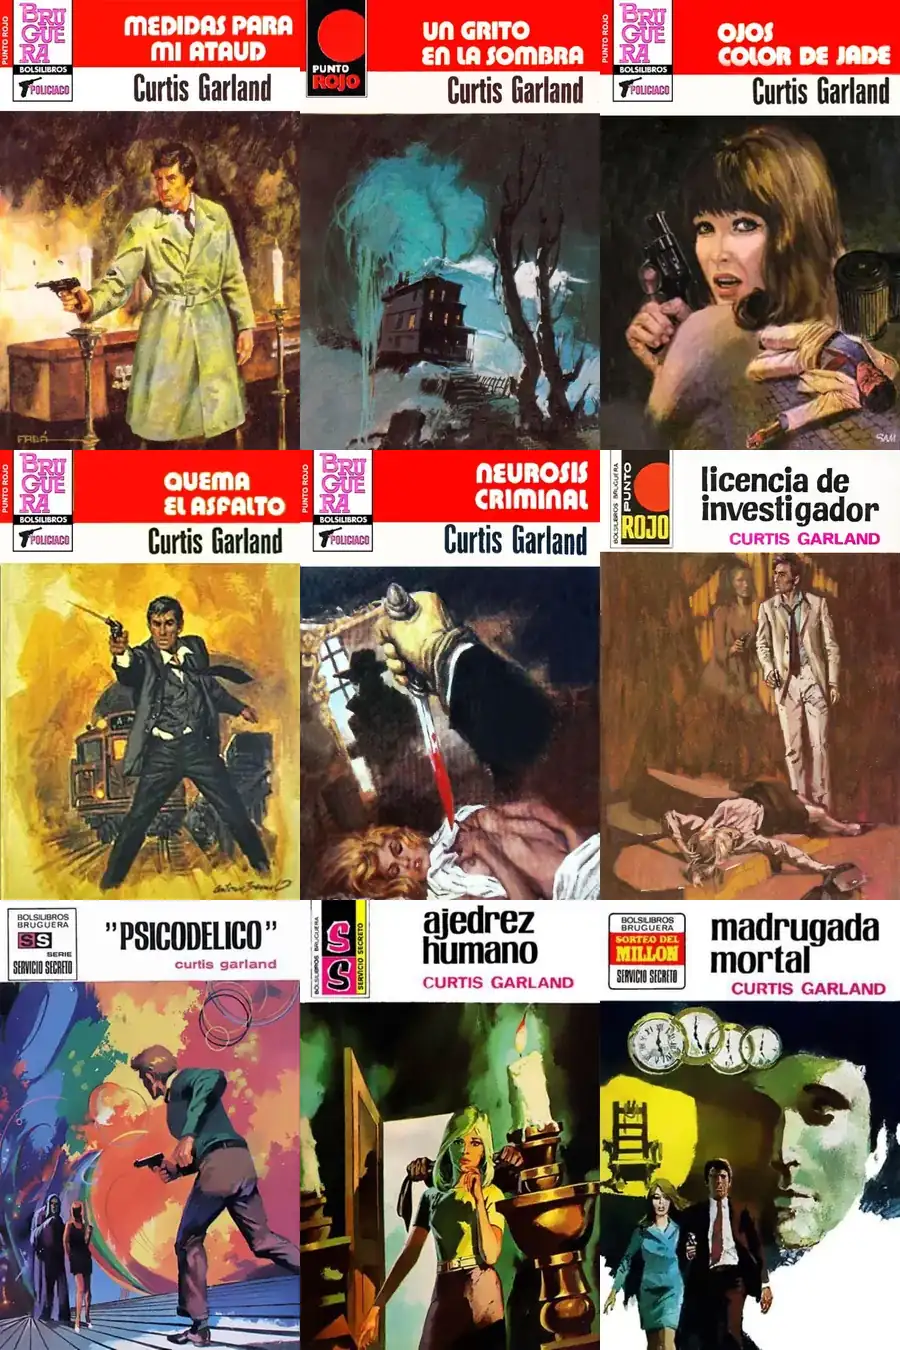 PUNTO ROJO
BRU
GUE
RA
BOLSILIBROS
POLICIACO
MEDIDAS PARA
MI ATAUD
Curtis Garland
FABÁ
PUNTO
ROJO
UN GRITO
EN LA SOMBRA
Curtis Garland
PUNTO ROJO
BRU
GUE
RA
BOLSILIBROS
POLICIACO
OJOS
COLOR DE JADE
Curtis Garland
SAM
PUNTO ROJO
BRU
GUE
RA
BOLSILIBROS
POLICIACO
QUEMA
EL ASFALTO
Curtis Garland
PUNTO ROJO
BRU
GUE
RA
BOLSILIBROS
POLICIACO
NEUROSIS
CRIMINAL
Curtis Garland
BOLSILIBROS BRUGUERA
PUNTO
ROJO
licencia de
investigador
CURTIS GARLAND
BOLSILIBROS
BRUGUERA
SS
SERIE
SERVICIO SECRETO
"PSICODELICO"
curtis garland
BOLSILIBROS BRUGUERA
SS
SERVICIO SECRETO
ajedrez
humano
CURTIS GARLAND
BOLSILIBROS
BRUGUERA
SORTEO DEL
MILLON
SERVICIO SECRETO
madrugada
mortal
CURTIS GARLAND